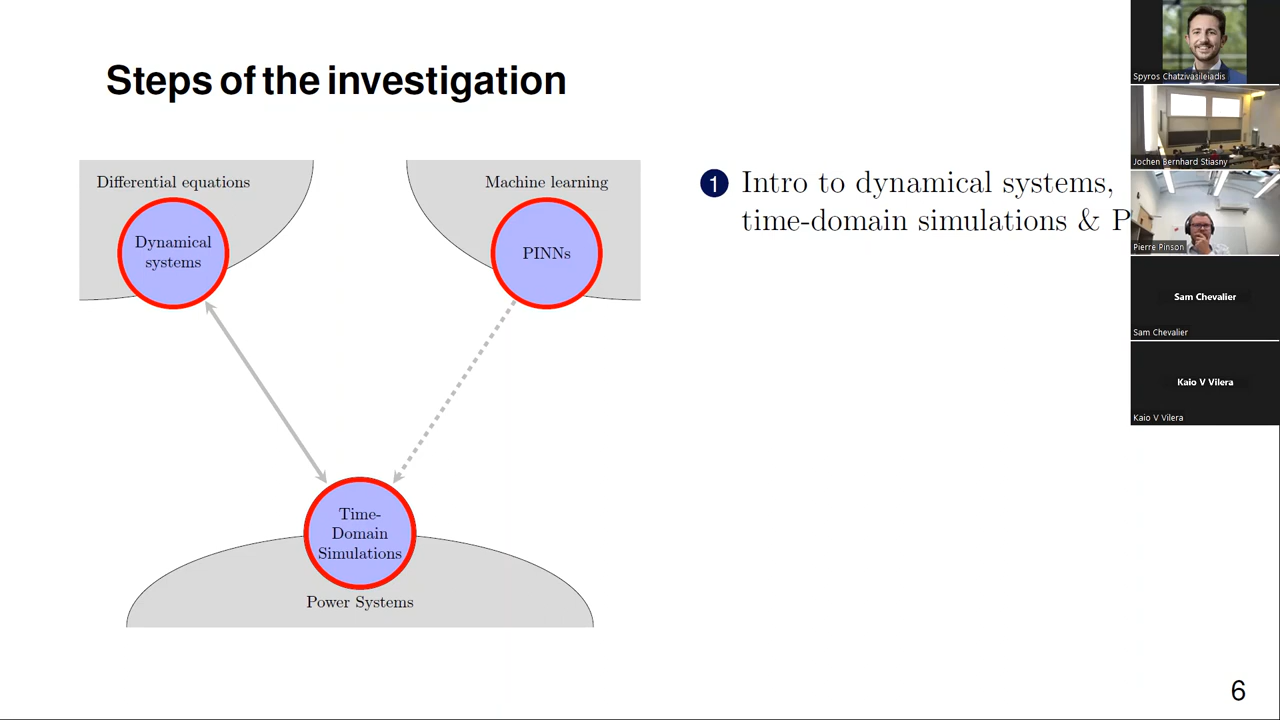 Steps of the investigation
Differential equations
Dynamical
systems
Machine learning
PINNs
Time-
Domain
Simulations
Power Systems
1 Intro to dynamical systems,
time-domain simulations & P
6
Spyros Chatzivasileiadis
Jochen Bernhard Stiasny
Pierre Pinson
Sam Chevalier
Sam Chevalier
Kaio V Vilera
Kaio V Vilera